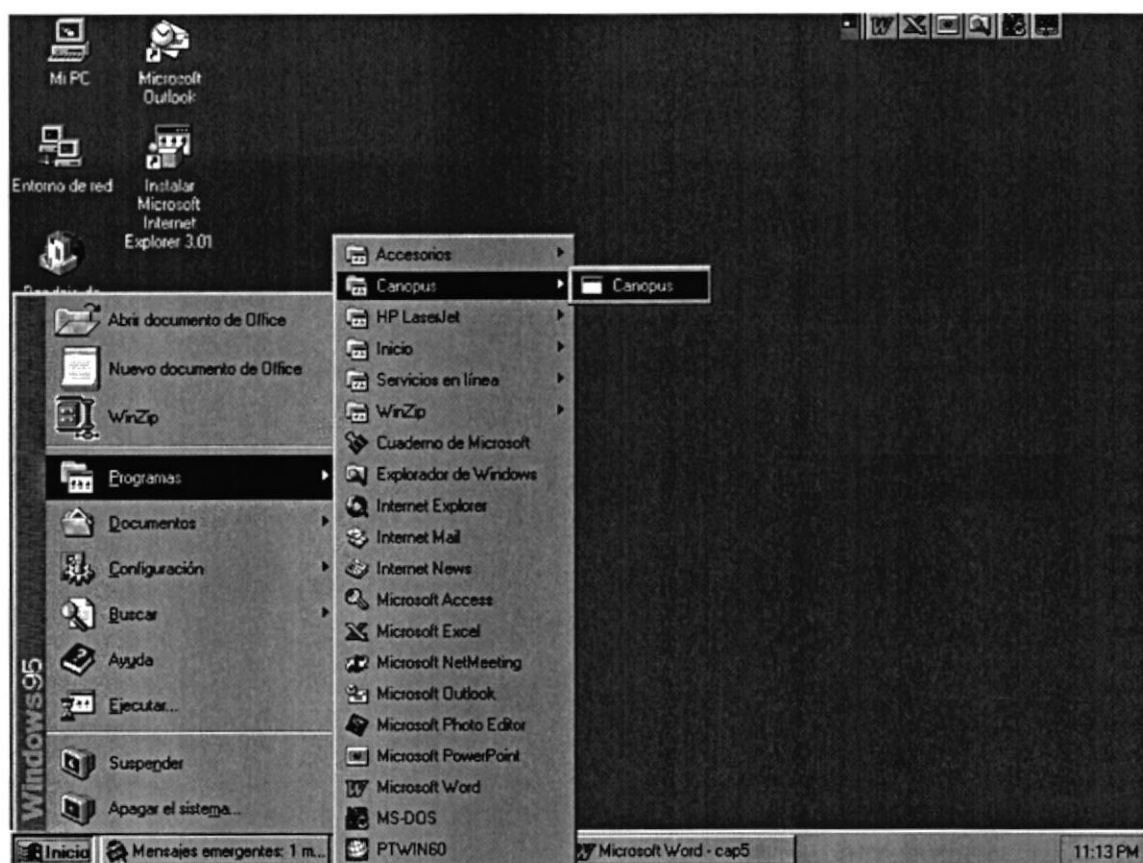 Mi PC
Microsoft
Outlook
Entorno de red
Instalar
Microsoft
Internet
Explorer 3.01
Abrir documento de Office
Nuevo documento de Office
WinZip
Programas
Documentos
Configuración
Buscar
Ayuda
Ejecutar...
Suspender
Apagar el sistema...
Windows95
Accesorios
Canopus
HP LaserJet
Inicio
Servicios en línea
WinZip
Cuaderno de Microsoft
Explorador de Windows
Internet Explorer
Internet Mail
Internet News
Microsoft Access
Microsoft Excel
Microsoft NetMeeting
Microsoft Outlook
Microsoft Photo Editor
Microsoft PowerPoint
Microsoft Word
MS-DOS
PTWIN60
Canopus
Inicio
Mensajes emergentes: 1 m...
Microsoft Word - cap5
11:13 PM